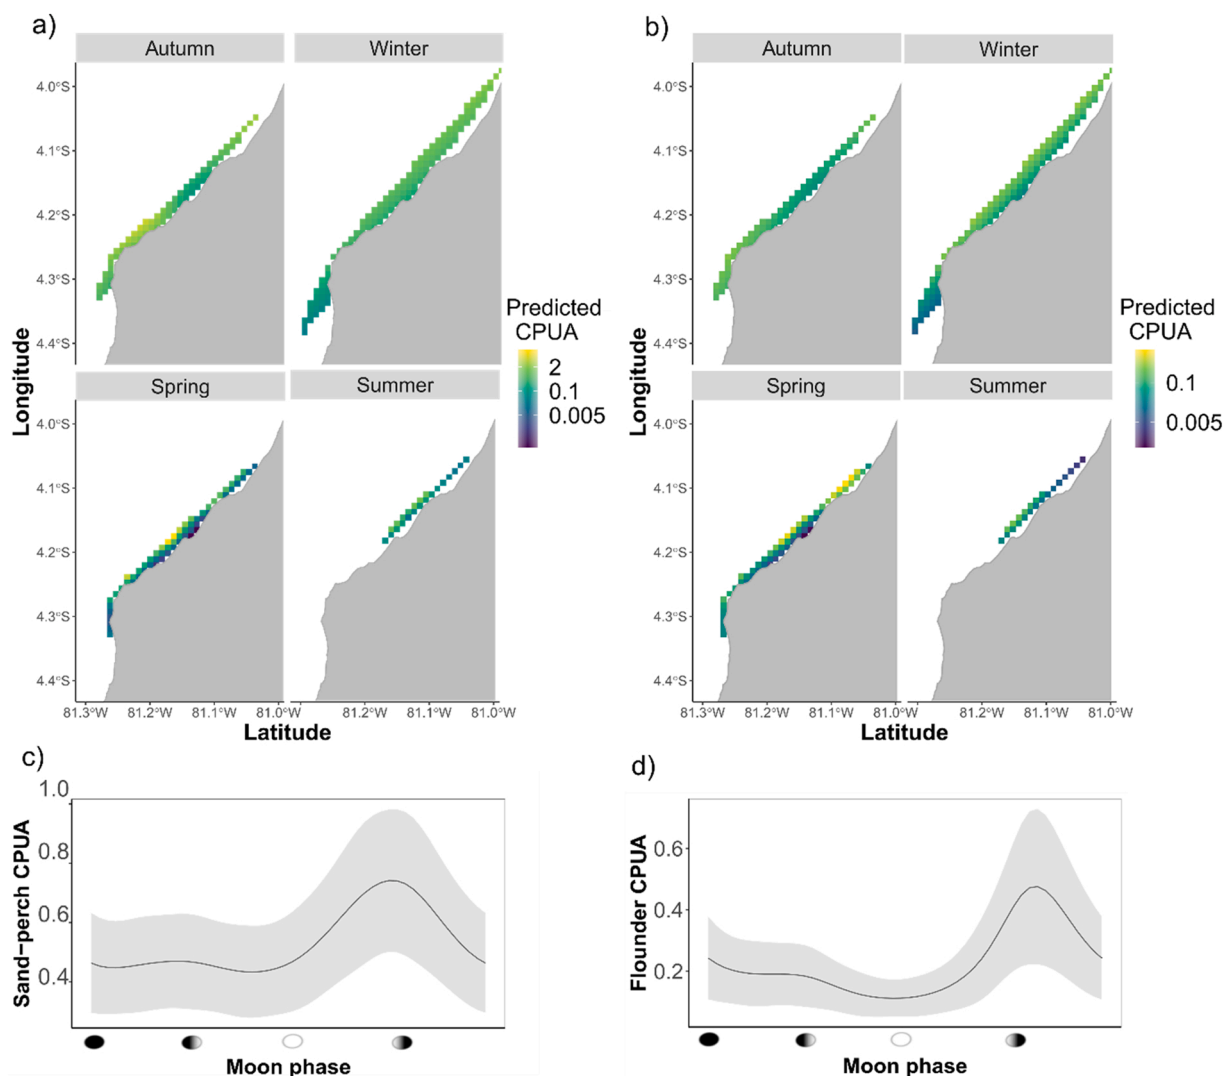 a)
Autumn
Winter
4.0°S
4.1°S
4.2°S
4.3°S
4.4°S
Spring
Summer
4.0°S
4.1°S
4.2°S
4.3°S
4.4°S
81.3°W
81.2°W
81.1°W
81.0°W
81.2°W
81.1°W
81.0°W
Longitude
Latitude
Predicted
CPUA
2
0.1
0.005
b)
Autumn
Winter
4.0°S
4.1°S
4.2°S
4.3°S
4.4°S
Spring
Summer
4.0°S
4.1°S
4.2°S
4.3°S
4.4°S
81.3°W
81.2°W
81.1°W
81.0°W
81.2°W
81.1°W
81.0°W
Longitude
Latitude
Predicted
CPUA
0.1
0.005
c)
1.0
0.8
0.6
0.4
Sand−perch CPUA
Moon phase
d)
0.6
0.4
0.2
Flounder CPUA
Moon phase